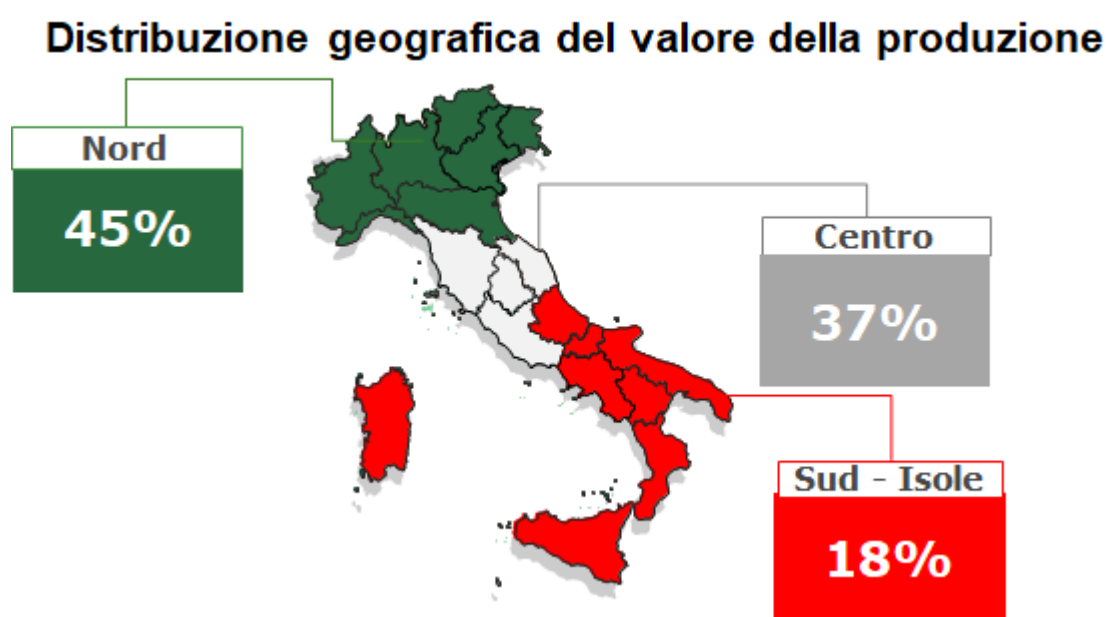 Distribuzione geografica del valore della produzione
Nord
45%
Centro
37%
Sud - Isole
18%